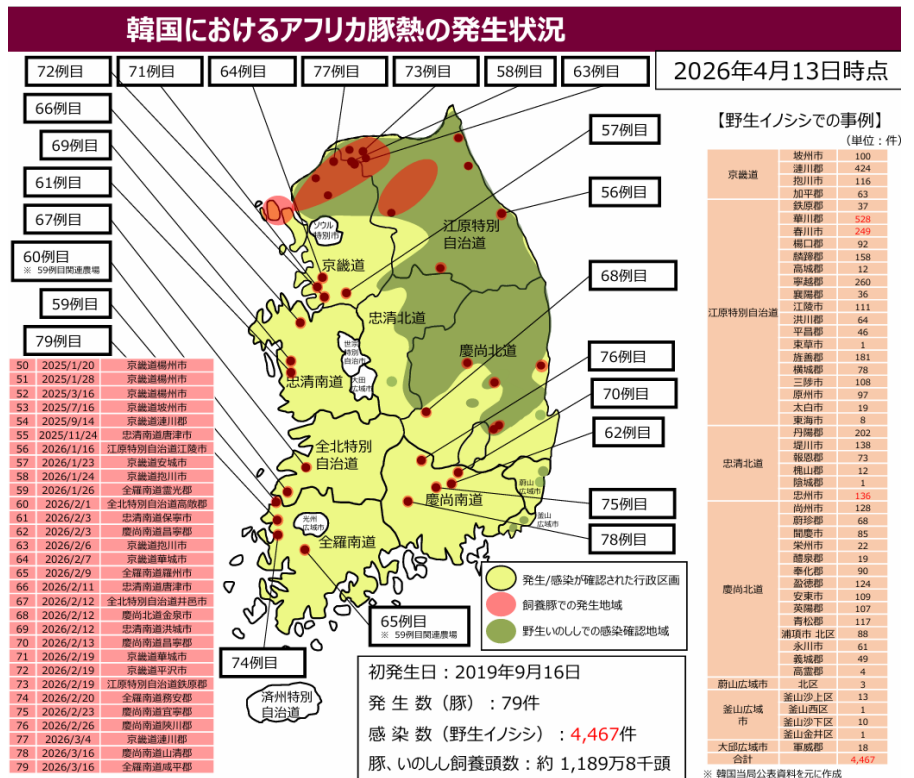 韓国におけるアフリカ豚熱の発生状況
2026年4月13日時点
72例目
71例目
64例目
77例目
73例目
58例目
63例目
66例目
69例目
61例目
67例目
60例目
※ 59例目関連農場
59例目
79例目
57例目
56例目
68例目
76例目
70例目
62例目
75例目
78例目
65例目
※ 59例目関連農場
74例目
ソウル
特別市
京畿道
江原特別
自治道
忠清北道
世宗
特別
自治市
大田
広域市
忠清南道
慶尚北道
全北特別
自治道
慶尚南道
蔚山
広域市
釜山
広域市
光州
広域市
全羅南道
済州特別
自治道
50 2025/1/20 京畿道楊州市
51 2025/1/28 京畿道楊州市
52 2025/3/16 京畿道楊州市
53 2025/7/16 京畿道坡州市
54 2025/9/14 京畿道漣川郡
55 2025/11/24 忠清南道唐津市
56 2026/1/16 江原特別自治道江陵市
57 2026/1/23 京畿道安城市
58 2026/1/24 京畿道抱川市
59 2026/1/26 全羅南道霊光郡
60 2026/2/1 全北特別自治道高敞郡
61 2026/2/3 忠清南道保寧市
62 2026/2/3 慶尚南道昌寧郡
63 2026/2/6 京畿道抱川市
64 2026/2/7 京畿道華城市
65 2026/2/9 全羅南道羅州市
66 2026/2/11 忠清南道唐津市
67 2026/2/12 全北特別自治道井邑市
68 2026/2/12 慶尚北道金泉市
69 2026/2/12 忠清南道洪城市
70 2026/2/13 慶尚南道昌寧郡
71 2026/2/19 京畿道華城市
72 2026/2/19 京畿道平沢市
73 2026/2/19 江原特別自治道鉄原郡
74 2026/2/20 全羅南道務安郡
75 2026/2/23 慶尚南道宜寧郡
76 2026/2/26 慶尚南道陜川郡
77 2026/3/4 京畿道漣川郡
78 2026/3/16 慶尚南道山清郡
79 2026/3/16 全羅南道咸平郡
発生/感染が確認された行政区画
飼養豚での発生地域
野生いのししでの感染確認地域
初発生日：2019年9月16日
発 生 数（豚）：79件
感 染 数（野生イノシシ）：4,467件
豚、いのしし飼養頭数：約 1,189万8千頭
【野生イノシシでの事例】
(単位：件)
京畿道
坡州市 100
漣川郡 424
抱川市 116
加平郡 63
江原特別自治道
鉄原郡 37
華川郡 528
春川市 249
楊口郡 92
麟蹄郡 158
高城郡 12
寧越郡 260
襄陽郡 36
江陵市 111
洪川郡 64
平昌郡 46
束草市 1
旌善郡 181
横城郡 78
三陟市 108
原州市 97
太白市 19
東海市 8
忠清北道
丹陽郡 202
堤川市 138
報恩郡 73
槐山郡 12
陰城郡 1
忠州市 136
慶尚北道
尚州市 128
蔚珍郡 68
聞慶市 85
栄州市 22
醴泉郡 19
奉化郡 90
盈徳郡 124
安東市 109
英陽郡 107
青松郡 117
浦項市 北区 88
永川市 61
義城郡 49
高霊郡 4
蔚山広域市 北区 3
釜山広域
市
釜山沙上区 13
釜山西区 1
釜山沙下区 10
釜山金井区 1
大邱広域市 軍威郡 18
合計 4,467
※ 韓国当局公表資料を元に作成